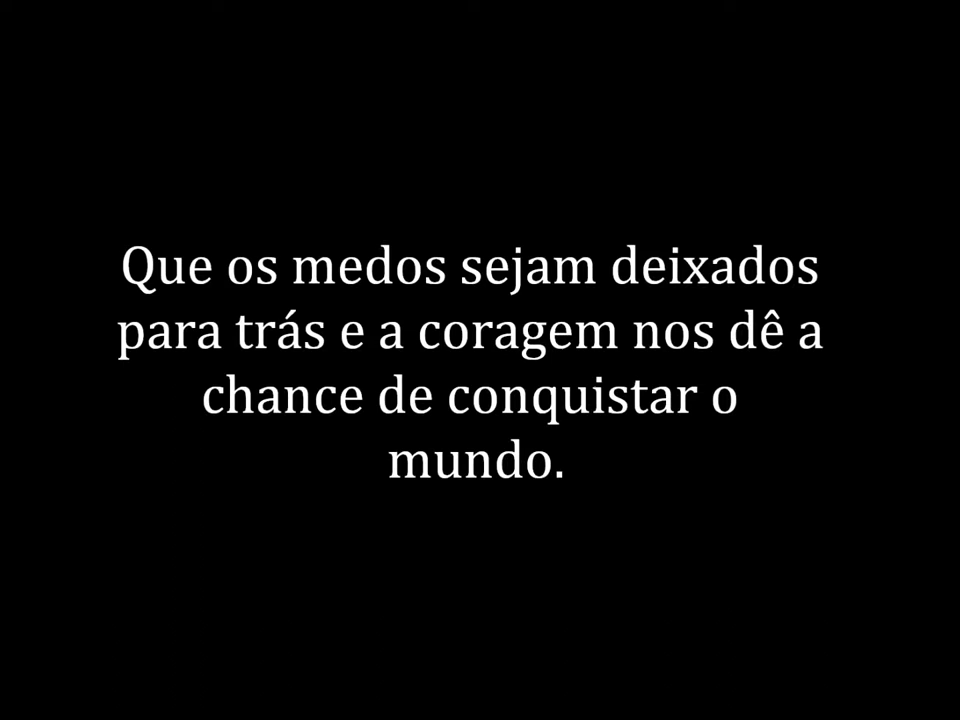 Que os medos sejam deixados
para trás e a coragem nos dê a
chance de conquistar o
mundo.